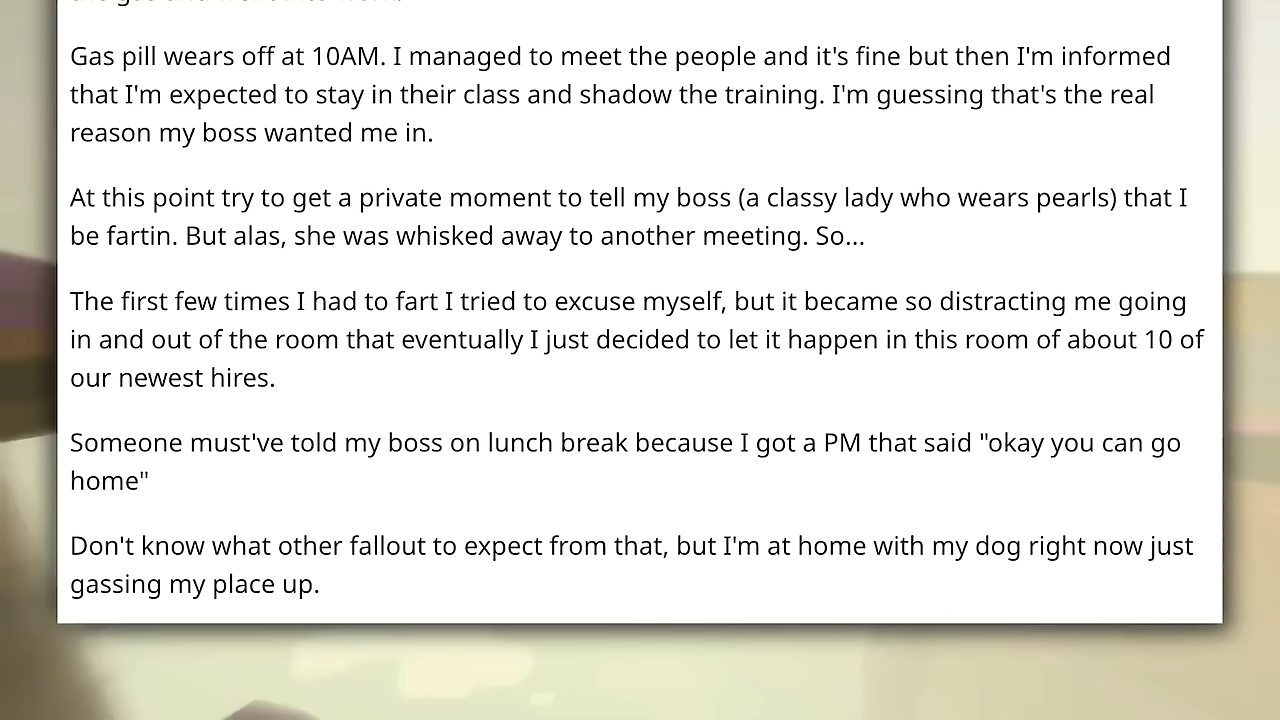 Gas pill wears off at 10AM. I managed to meet the people and it's fine but then I'm informed
that I'm expected to stay in their class and shadow the training. I'm guessing that's the real
reason my boss wanted me in.
At this point try to get a private moment to tell my boss (a classy lady who wears pearls) that I
be fartin. But alas, she was whisked away to another meeting. So...
The first few times I had to fart I tried to excuse myself, but it became so distracting me going
in and out of the room that eventually I just decided to let it happen in this room of about 10 of
our newest hires.
Someone must've told my boss on lunch break because I got a PM that said "okay you can go
home"
Don't know what other fallout to expect from that, but I'm at home with my dog right now just
gassing my place up.